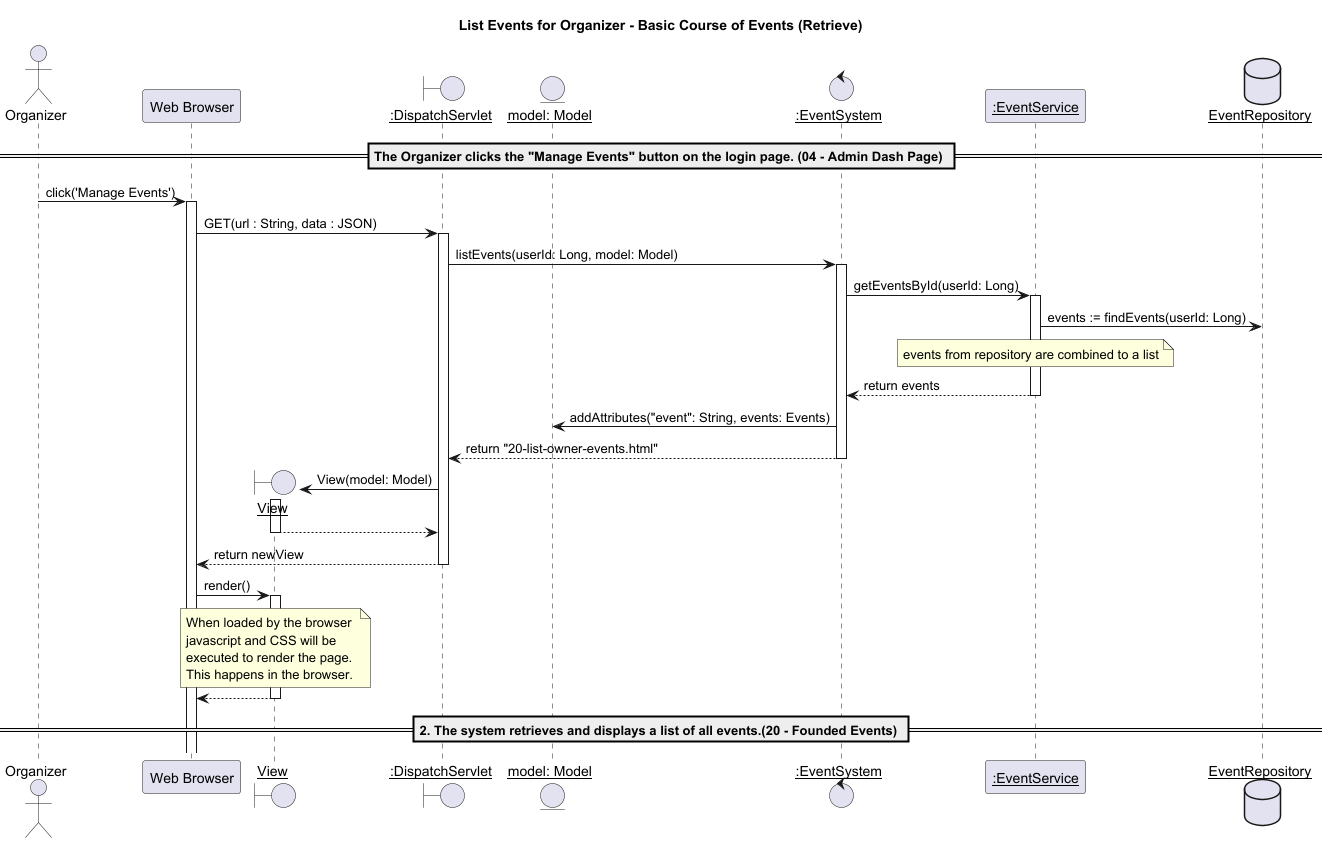 List Events for Organizer - Basic Course of Events (Retrieve)
Organizer
Web Browser
:DispatchServlet
model: Model
:EventSystem
:EventService
EventRepository
The Organizer clicks the "Manage Events" button on the login page. (04 - Admin Dash Page)
click('Manage Events')
GET(url : String, data : JSON)
listEvents(userId: Long, model: Model)
getEventsById(userId: Long)
events := findEvents(userId: Long)
events from repository are combined to a list
return events
addAttributes("event": String, events: Events)
return "20-list-owner-events.html"
View(model: Model)
View
return newView
render()
When loaded by the browser
javascript and CSS will be
executed to render the page.
This happens in the browser.
2. The system retrieves and displays a list of all events.(20 - Founded Events)
Organizer
Web Browser
View
:DispatchServlet
model: Model
:EventSystem
:EventService
EventRepository